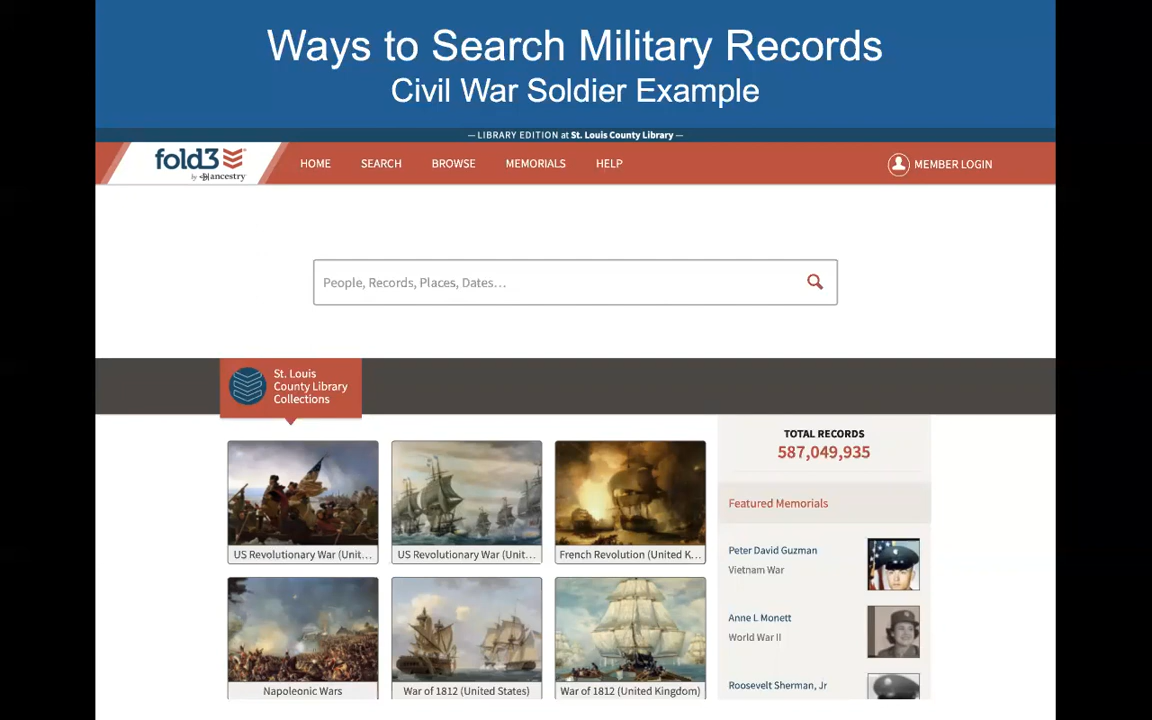 Ways to Search Military Records
Civil War Soldier Example
— LIBRARY EDITION at St. Louis County Library —
fold3
by ancestry
HOME SEARCH BROWSE MEMORIALS HELP MEMBER LOGIN
People, Records, Places, Dates...
St. Louis
County Library
Collections
US Revolutionary War (Unit... US Revolutionary War (Unit... French Revolution (United K...
Napoleonic Wars War of 1812 (United States) War of 1812 (United Kingdom)
TOTAL RECORDS
587,049,935
Featured Memorials
Peter David Guzman
Vietnam War
Anne L Monett
World War II
Roosevelt Sherman, Jr